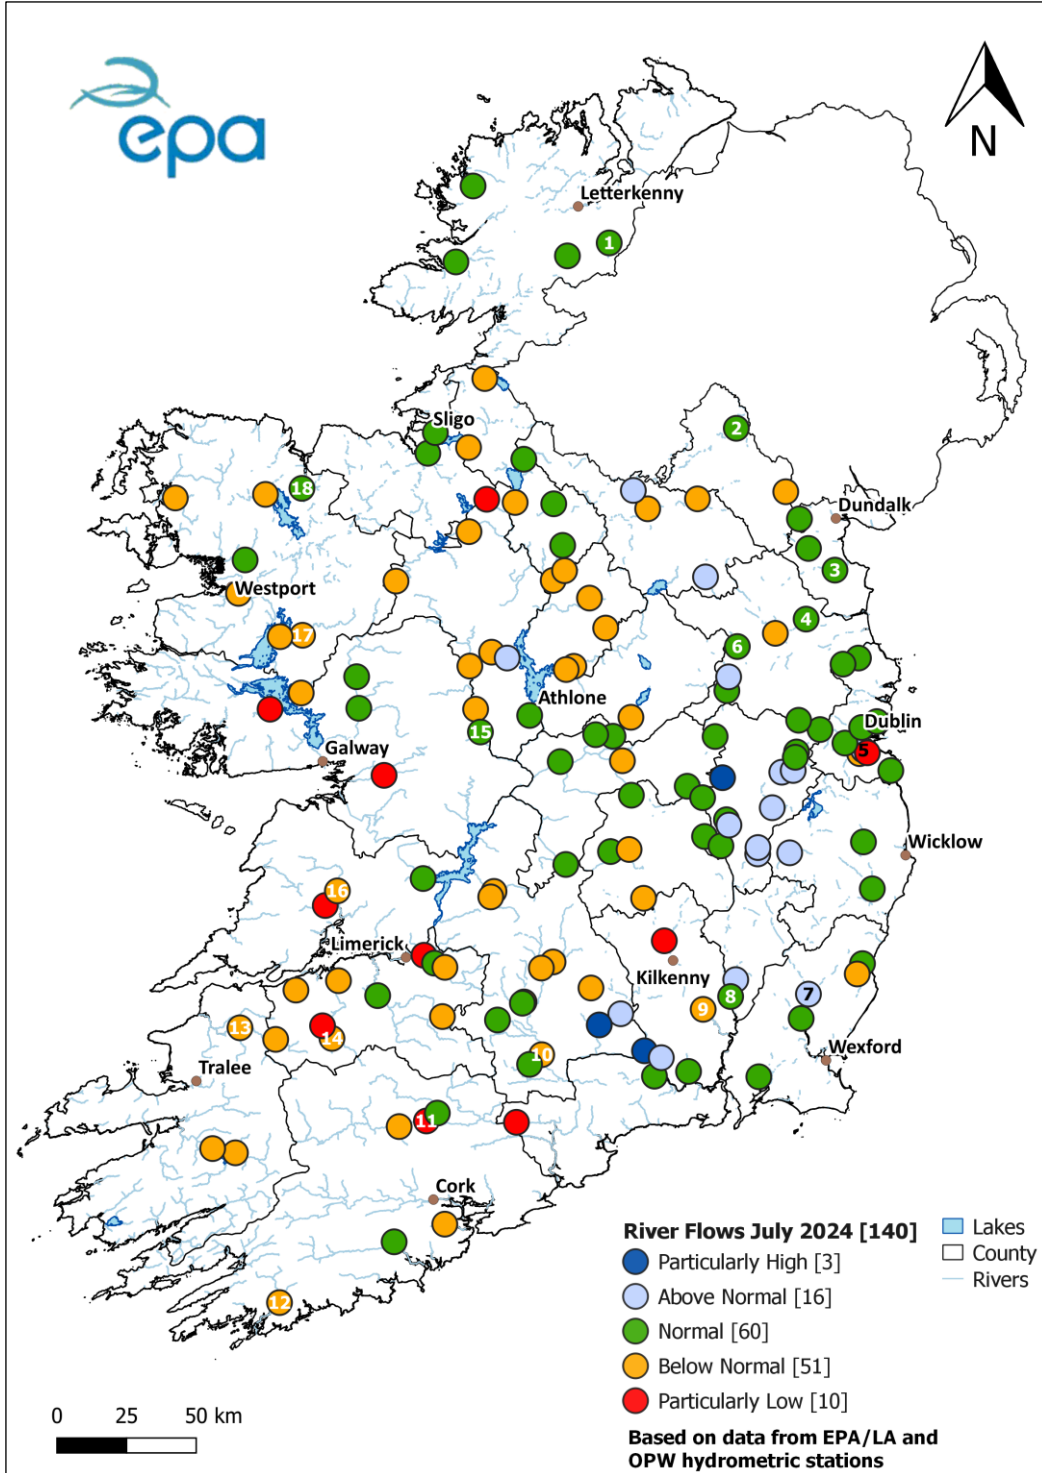 epa
N
Letterkenny
1
Sligo
2
18
Dundalk
3
Westport
4
17
6
Athlone
15
Dublin
5
Galway
Wicklow
16
Limerick
Kilkenny
7
8
9
13
14
10
Wexford
Tralee
11
Cork
12
River Flows July 2024 [140]
Particularly High [3]
Above Normal [16]
Normal [60]
Below Normal [51]
Particularly Low [10]
Lakes
County
Rivers
0 25 50 km
Based on data from EPA/LA and
OPW hydrometric stations